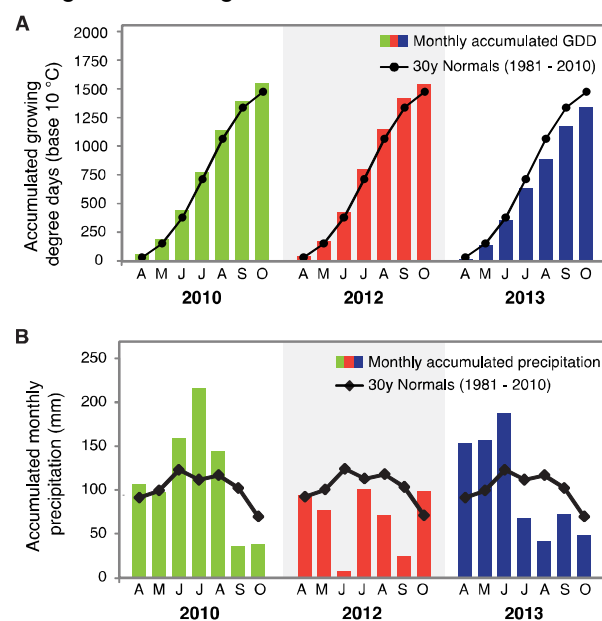 A
Accumulated growing
degree days (base 10 °C)
2000
1750
1500
1250
1000
750
500
250
0
Monthly accumulated GDD
30y Normals (1981 - 2010)
A M J J A S O
A M J J A S O
A M J J A S O
2010
2012
2013
B
Accumulated monthly
precipitation (mm)
250
200
150
100
50
0
Monthly accumulated precipitation
30y Normals (1981 - 2010)
A M J J A S O
A M J J A S O
A M J J A S O
2010
2012
2013